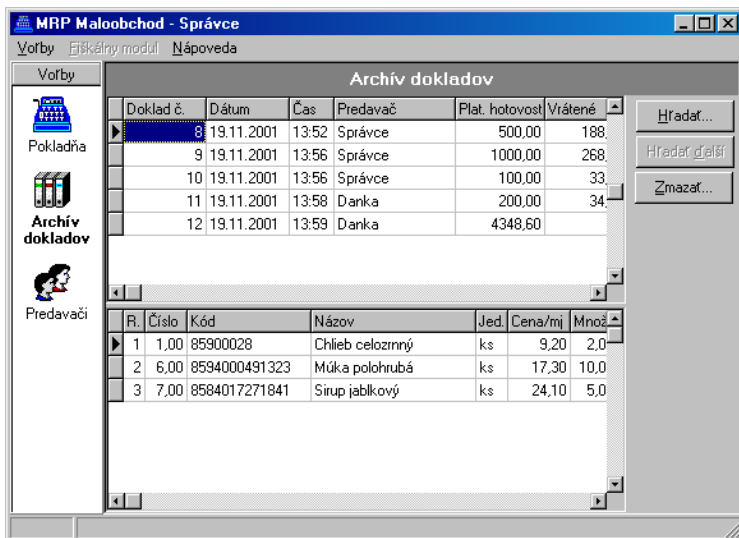 MRP Maloobchod - Správce
Voľby Fiškálny modul Nápoveda
Voľby
Archív dokladov
Pokladňa
Archív
dokladov
Predavači
Doklad č. Dátum Čas Predavač Plat. hotovost Vrátené
8 19.11.2001 13:52 Správce 500,00 188,
9 19.11.2001 13:56 Správce 1000,00 268,
10 19.11.2001 13:56 Správce 100,00 33,
11 19.11.2001 13:58 Danka 200,00 34,
12 19.11.2001 13:59 Danka 4348,60
Hľadať...
Hľadať ďalší
Zmazať...
R. Číslo Kód Názov Jed. Cena/mj Množ
1 1,00 85900028 Chlieb celozrnný ks 9,20 2,0
2 6,00 8594000491323 Múka polohrubá ks 17,30 10,0
3 7,00 8584017271841 Sirup jablkový ks 24,10 5,0